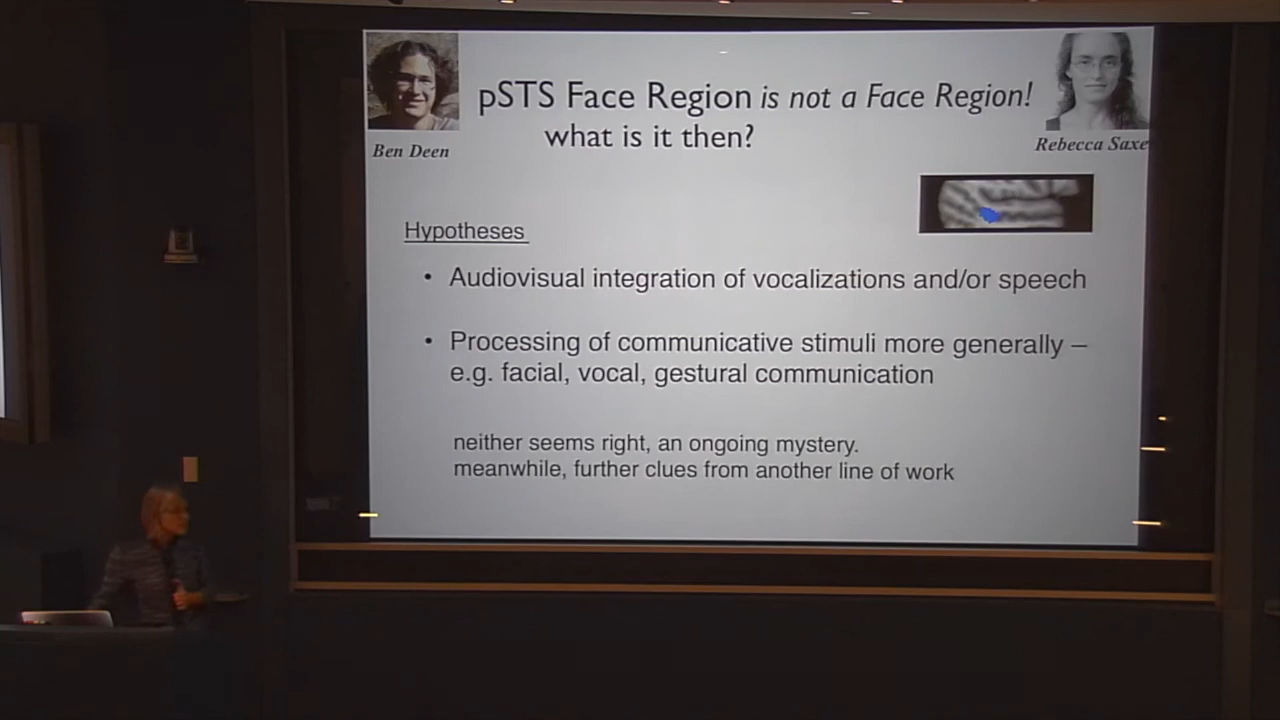 pSTS Face Region is not a Face Region!
what is it then?
Ben Deen
Rebecca Saxe
Hypotheses
• Audiovisual integration of vocalizations and/or speech
• Processing of communicative stimuli more generally –
e.g. facial, vocal, gestural communication
neither seems right, an ongoing mystery.
meanwhile, further clues from another line of work